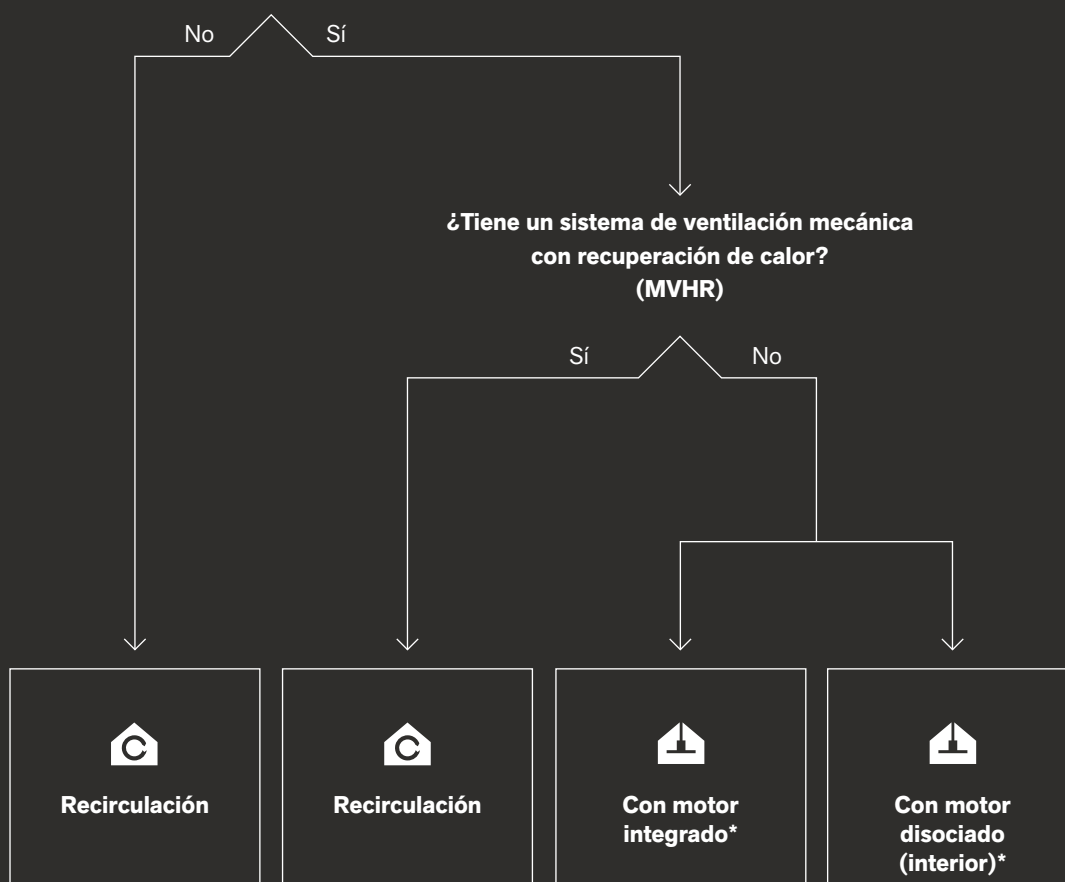 No
Sí
¿Tiene un sistema de ventilación mecánica
con recuperación de calor?
(MVHR)
Sí
No
Recirculación
Recirculación
Con motor
integrado*
Con motor
disociado
(interior)*